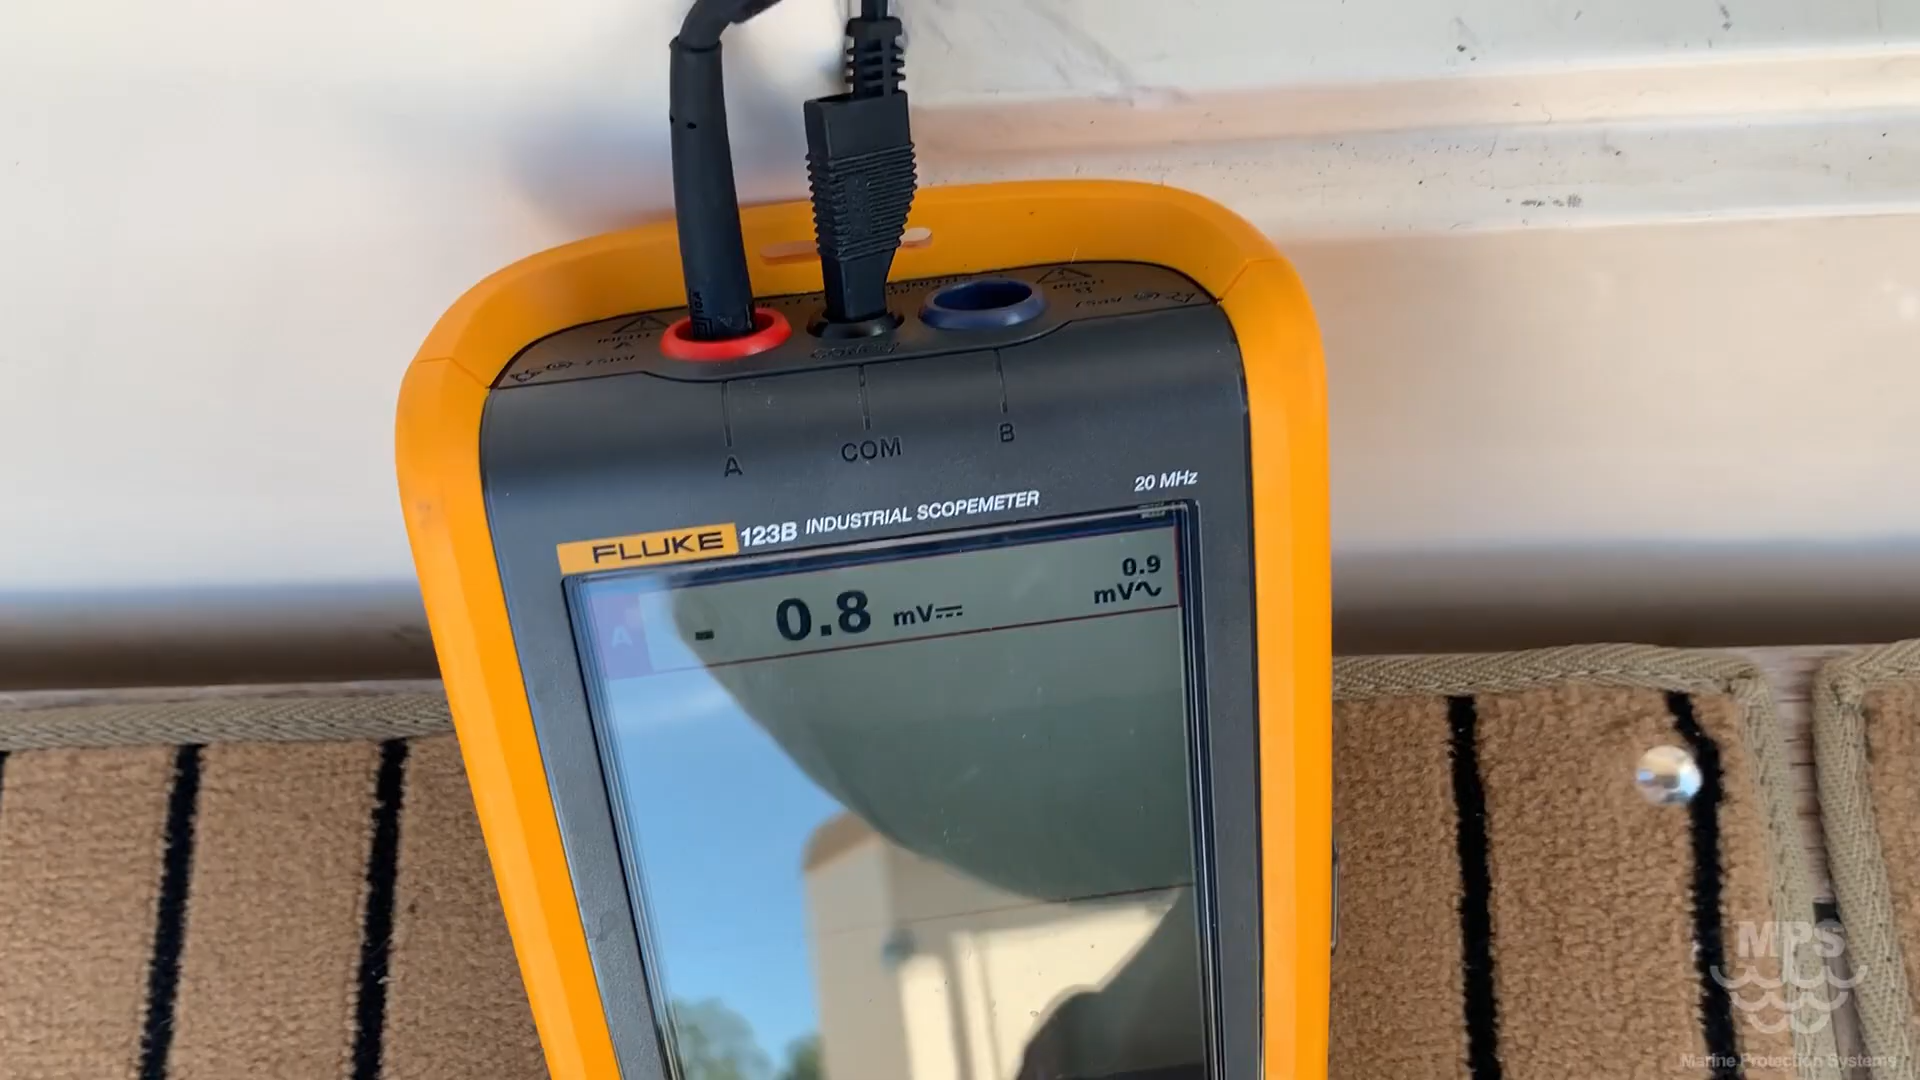 A
COM
B
20 MHz
FLUKE 123B INDUSTRIAL SCOPEMETER
A - 0.8 mV⎓
0.9
mV∿
MPS
Marine Protection Systems